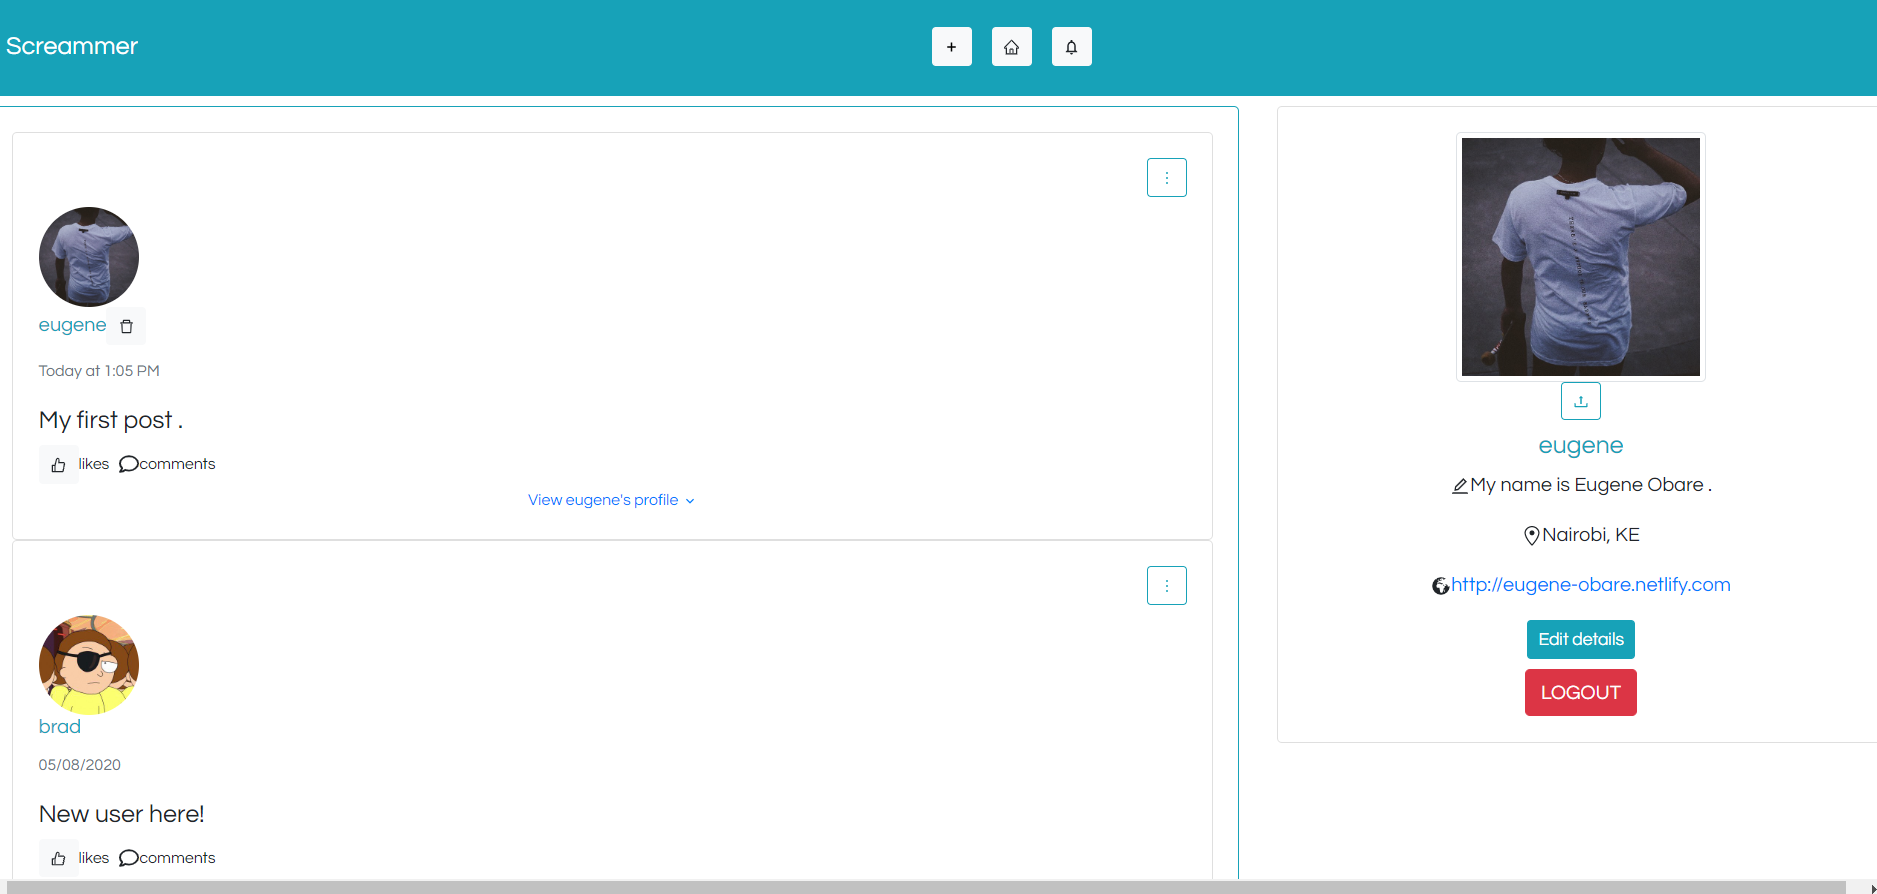 Screammer
eugene
Today at 1:05 PM
My first post .
likes comments
View eugene's profile
brad
05/08/2020
New user here!
likes comments
eugene
My name is Eugene Obare .
Nairobi, KE
http://eugene-obare.netlify.com
Edit details
LOGOUT